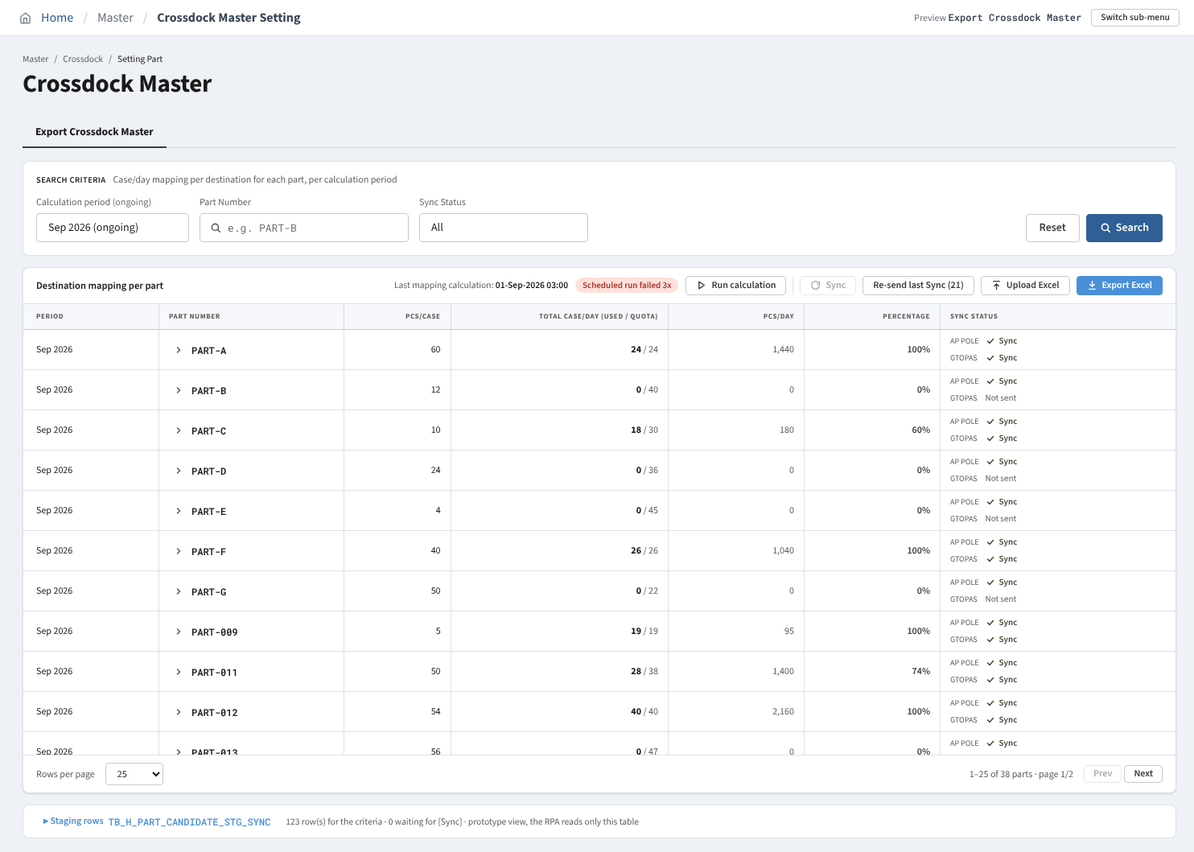 Home / Master / Crossdock Master Setting
Preview Export Crossdock Master Switch sub-menu
Master / Crossdock / Setting Part
Crossdock Master
Export Crossdock Master
SEARCH CRITERIA Case/day mapping per destination for each part, per calculation period
Calculation period (ongoing) Part Number Sync Status
Sep 2026 (ongoing) e.g. PART-B All Reset Search
Destination mapping per part Last mapping calculation: 01-Sep-2026 03:00 Scheduled run failed 3x Run calculation Sync Re-send last Sync (21) Upload Excel Export Excel
PERIOD PART NUMBER PCS/CASE TOTAL CASE/DAY (USED / QUOTA) PCS/DAY PERCENTAGE SYNC STATUS
Sep 2026 PART-A 60 24 / 24 1,440 100% AP POLE Sync
GTOPAS Sync
Sep 2026 PART-B 12 0 / 40 0 0% AP POLE Sync
GTOPAS Not sent
Sep 2026 PART-C 10 18 / 30 180 60% AP POLE Sync
GTOPAS Sync
Sep 2026 PART-D 24 0 / 36 0 0% AP POLE Sync
GTOPAS Not sent
Sep 2026 PART-E 4 0 / 45 0 0% AP POLE Sync
GTOPAS Not sent
Sep 2026 PART-F 40 26 / 26 1,040 100% AP POLE Sync
GTOPAS Sync
Sep 2026 PART-G 50 0 / 22 0 0% AP POLE Sync
GTOPAS Not sent
Sep 2026 PART-009 5 19 / 19 95 100% AP POLE Sync
GTOPAS Sync
Sep 2026 PART-011 50 28 / 38 1,400 74% AP POLE Sync
GTOPAS Sync
Sep 2026 PART-012 54 40 / 40 2,160 100% AP POLE Sync
GTOPAS Sync
Sep 2026 PART-013 56 0 / 47 0 0% AP POLE Sync
Rows per page 25 1–25 of 38 parts · page 1/2 Prev Next
▸ Staging rows TB_H_PART_CANDIDATE_STG_SYNC 123 row(s) for the criteria · 0 waiting for [Sync] · prototype view, the RPA reads only this table